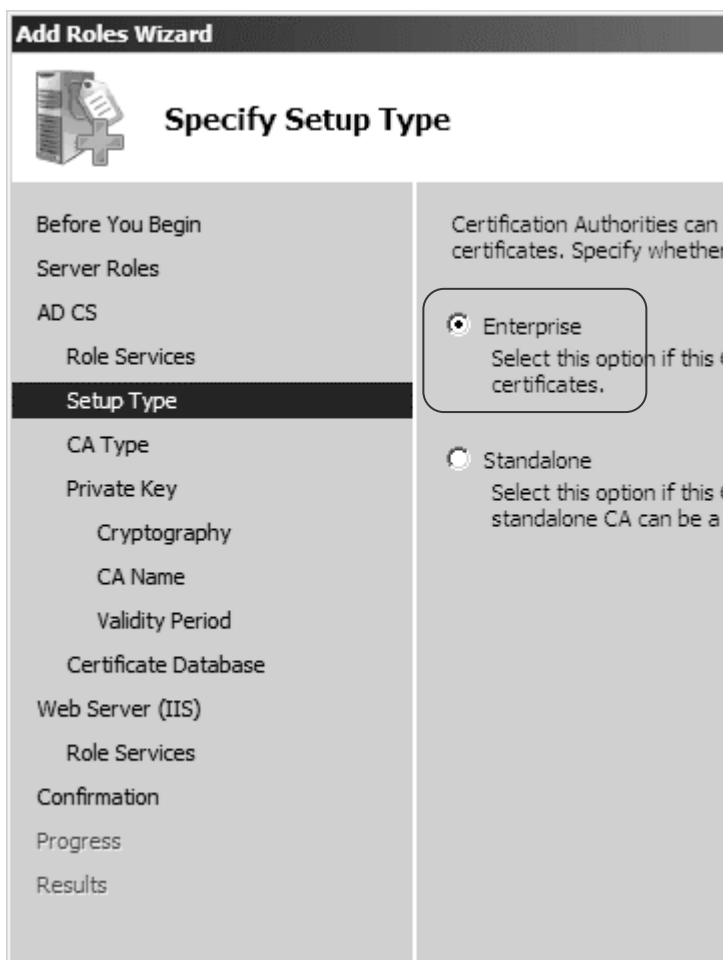 Add Roles Wizard
Specify Setup Type
Before You Begin
Server Roles
AD CS
Role Services
Setup Type
CA Type
Private Key
Cryptography
CA Name
Validity Period
Certificate Database
Web Server (IIS)
Role Services
Confirmation
Progress
Results
Certification Authorities can
certificates. Specify whether
Enterprise
Select this option if this
certificates.
Standalone
Select this option if this
standalone CA can be a